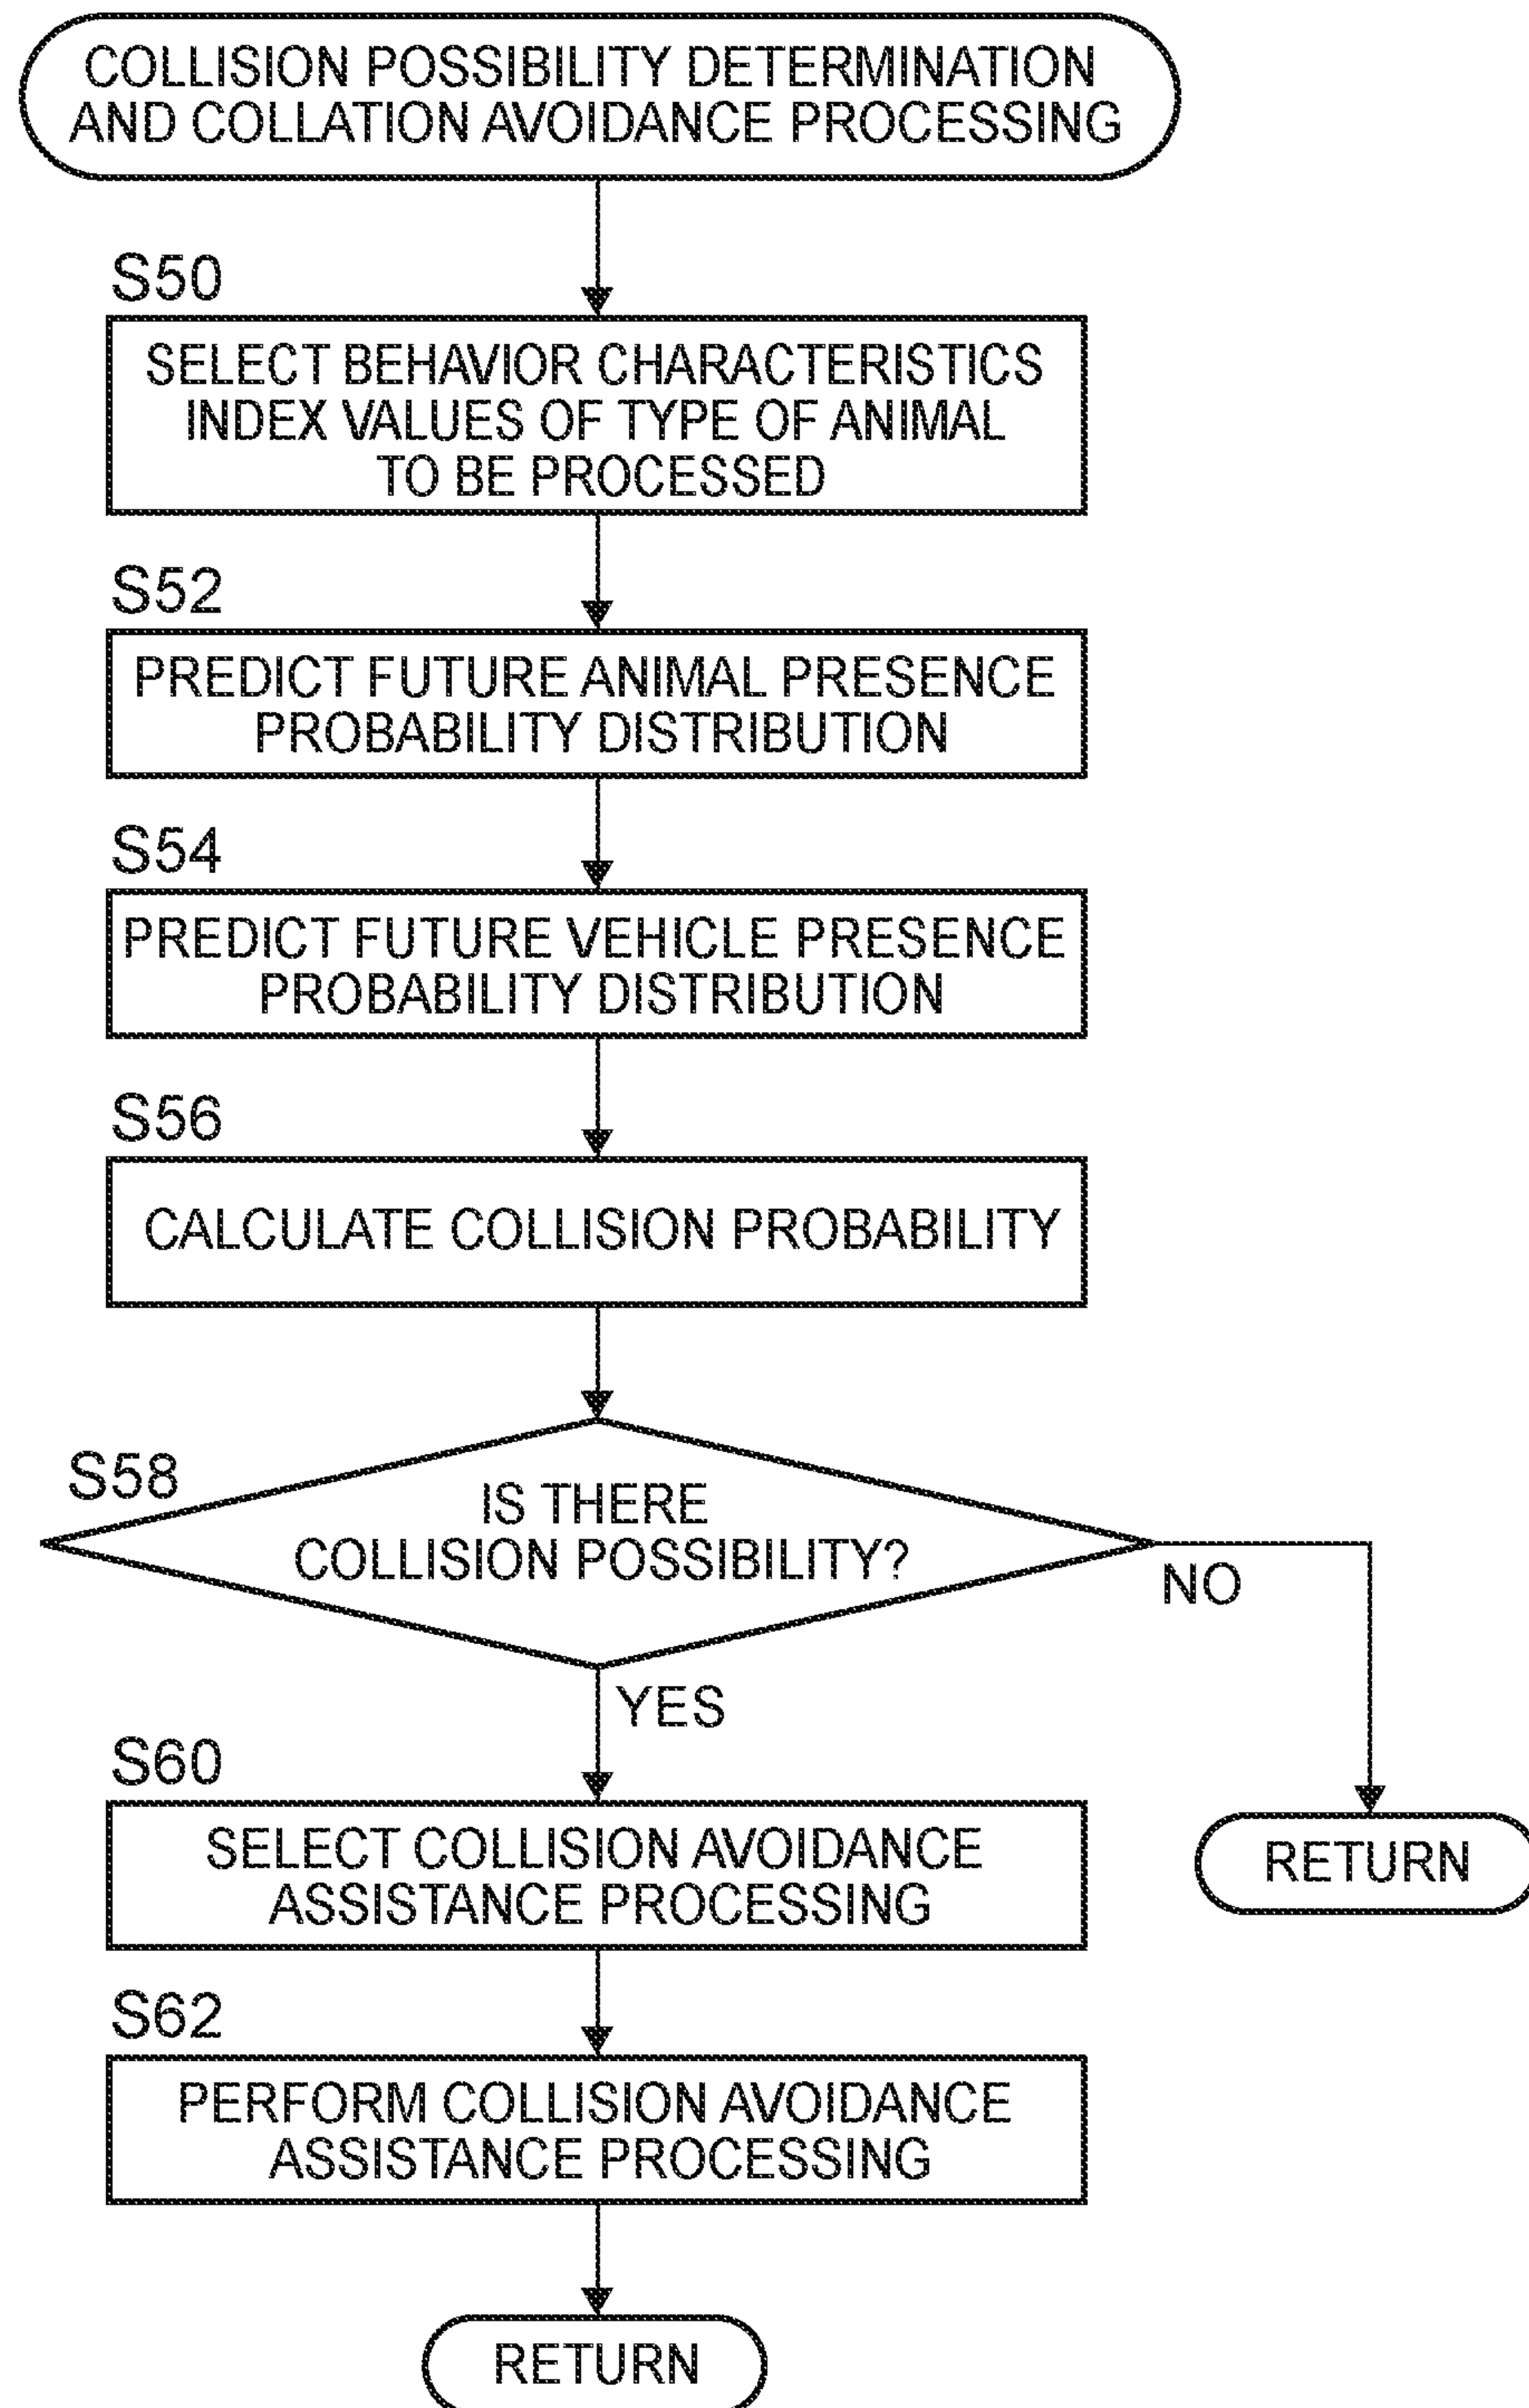 COLLISION POSSIBILITY DETERMINATION
AND COLLATION AVOIDANCE PROCESSING
S50
SELECT BEHAVIOR CHARACTERISTICS
INDEX VALUES OF TYPE OF ANIMAL
TO BE PROCESSED
S52
PREDICT FUTURE ANIMAL PRESENCE
PROBABILITY DISTRIBUTION
S54
PREDICT FUTURE VEHICLE PRESENCE
PROBABILITY DISTRIBUTION
S56
CALCULATE COLLISION PROBABILITY
S58
IS THERE
COLLISION POSSIBILITY?
NO
YES
S60
SELECT COLLISION AVOIDANCE
ASSISTANCE PROCESSING
RETURN
S62
PERFORM COLLISION AVOIDANCE
ASSISTANCE PROCESSING
RETURN